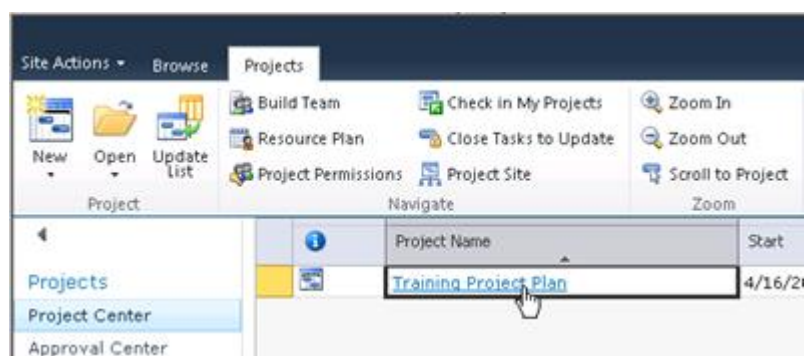 Site Actions Browse Projects
Build Team Check in My Projects Zoom In
Resource Plan Close Tasks to Update Zoom Out
New Open Update List
Project Permissions Project Site Scroll to Project
Project Navigate Zoom
Project Name Start
Projects
Training Project Plan
Project Center
Approval Center